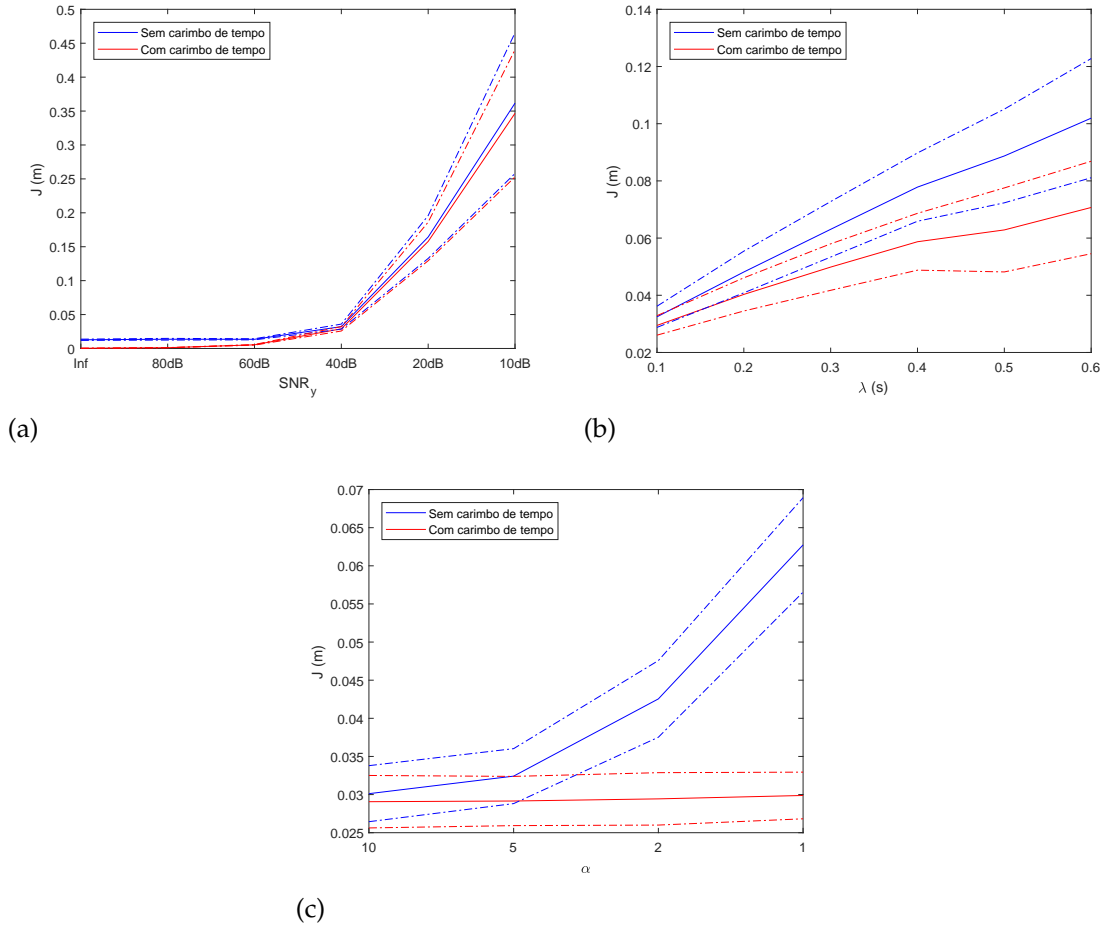 0.5
0.45
0.4
0.35
0.3
0.25
0.2
0.15
0.1
0.05
0
J (m)
Sem carimbo de tempo
Com carimbo de tempo
Inf
80dB
60dB
40dB
20dB
10dB
SNR_y
(a)
0.14
0.12
0.1
0.08
0.06
0.04
0.02
J (m)
Sem carimbo de tempo
Com carimbo de tempo
0.1
0.2
0.3
0.4
0.5
0.6
λ (s)
(b)
0.07
0.065
0.06
0.055
0.05
0.045
0.04
0.035
0.03
0.025
J (m)
Sem carimbo de tempo
Com carimbo de tempo
10
5
2
1
α
(c)